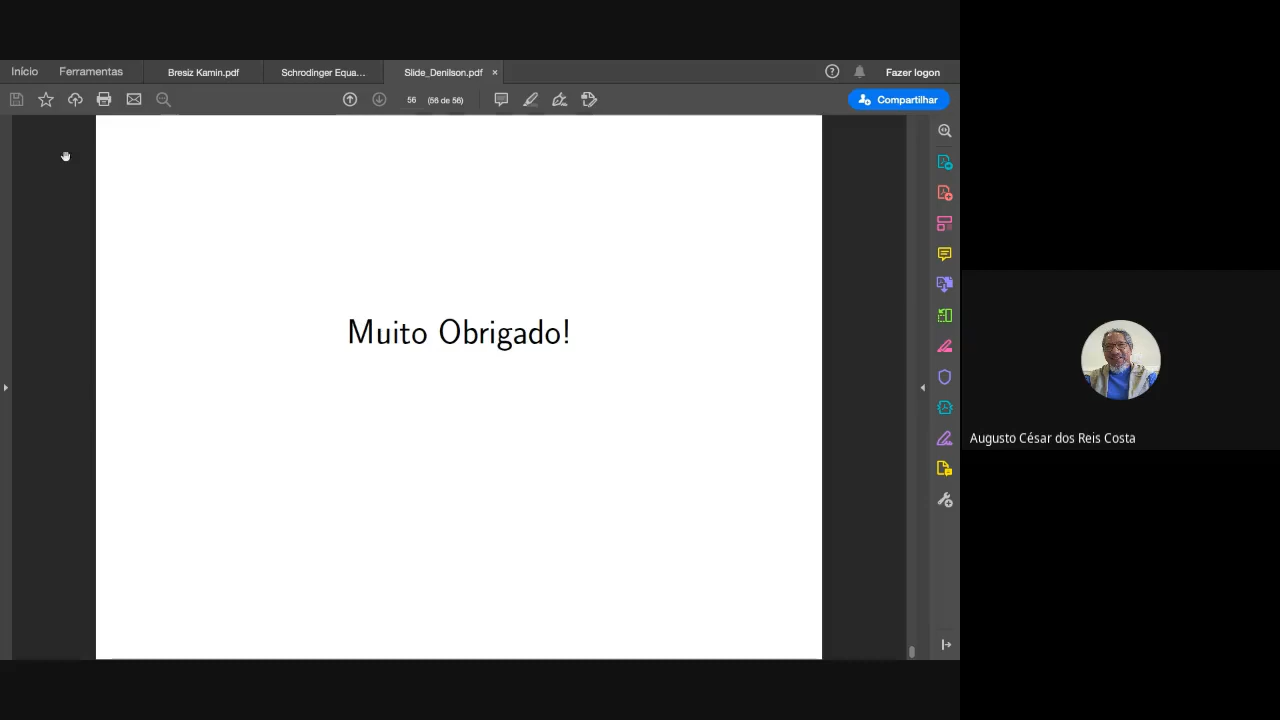 Início Ferramentas Bresiz Kamin.pdf Schrodinger Equa... Slide_Denilson.pdf × Fazer logon
56 (56 de 56) Compartilhar
Muito Obrigado!
Augusto César dos Reis Costa